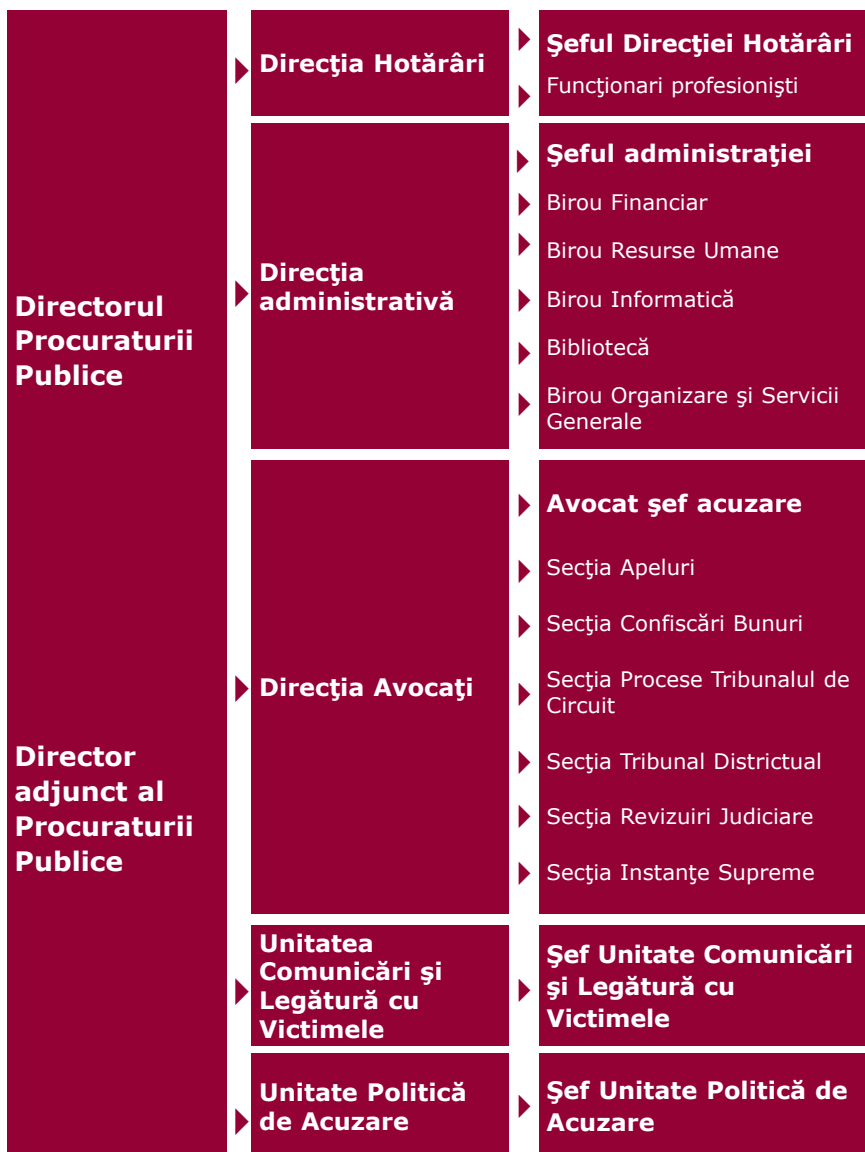 Directorul
Procuraturii
Publice
Director
adjunct al
Procuraturii
Publice
Direcţia Hotărâri
Şeful Direcţiei Hotărâri
Funcţionari profesionişti
Direcţia
administrativă
Şeful administraţiei
Birou Financiar
Birou Resurse Umane
Birou Informatică
Bibliotecă
Birou Organizare şi Servicii
Generale
Direcţia Avocaţi
Avocat şef acuzare
Secţia Apeluri
Secţia Confiscări Bunuri
Secţia Procese Tribunalul de
Circuit
Secţia Tribunal Districtual
Secţia Revizuiri Judiciare
Secţia Instanţe Supreme
Unitatea
Comunicări şi
Legătură cu
Victimele
Şef Unitate Comunicări
şi Legătură cu
Victimele
Unitate Politică
de Acuzare
Şef Unitate Politică de
Acuzare